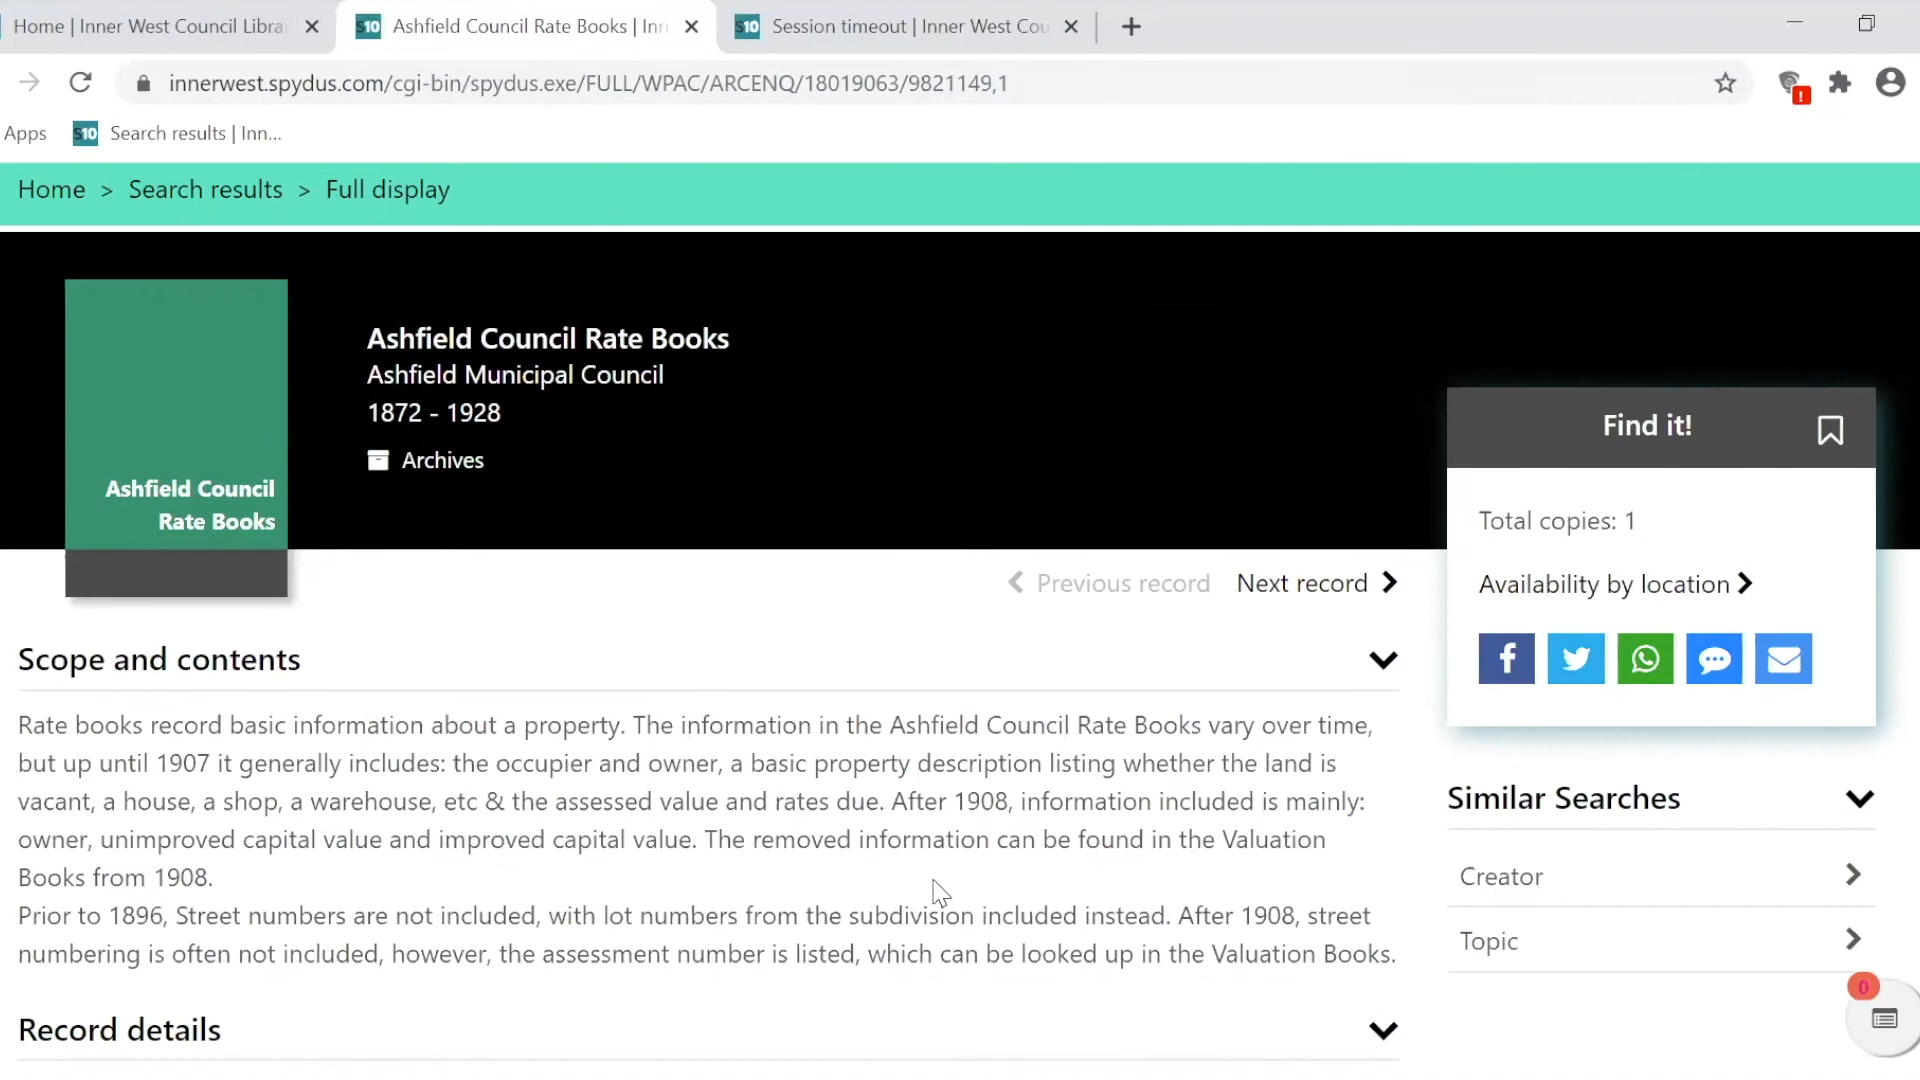 Home | Inner West Council Libra
S10 Ashfield Council Rate Books | Inn
S10 Session timeout | Inner West Cou
innerwest.spydus.com/cgi-bin/spydus.exe/FULL/WPAC/ARCENQ/18019063/9821149,1
!
Apps
S10 Search results | Inn...
Home > Search results > Full display
Ashfield Council
Rate Books
Ashfield Council Rate Books
Ashfield Municipal Council
1872 - 1928
Archives
Find it!
Total copies: 1
Availability by location
Previous record Next record
Scope and contents
Rate books record basic information about a property. The information in the Ashfield Council Rate Books vary over time,
but up until 1907 it generally includes: the occupier and owner, a basic property description listing whether the land is
vacant, a house, a shop, a warehouse, etc & the assessed value and rates due. After 1908, information included is mainly:
owner, unimproved capital value and improved capital value. The removed information can be found in the Valuation
Books from 1908.
Prior to 1896, Street numbers are not included, with lot numbers from the subdivision included instead. After 1908, street
numbering is often not included, however, the assessment number is listed, which can be looked up in the Valuation Books.
Record details
Similar Searches
Creator
Topic
0